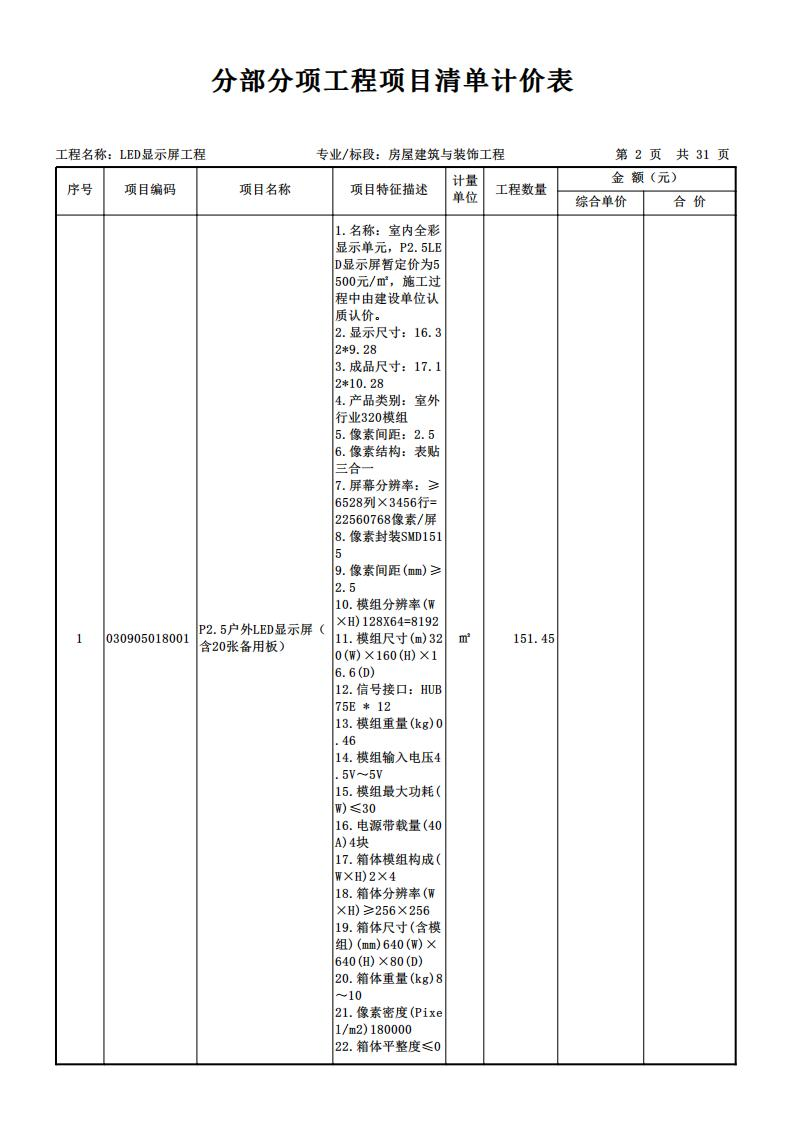 分部分项工程项目清单计价表
工程名称：LED显示屏工程 专业/标段：房屋建筑与装饰工程 第 2 页 共 31 页
序号 项目编码 项目名称 项目特征描述 计量单位 工程数量 金 额（元）
综合单价 合 价
1 030905018001
P2.5户外LED显示屏（
含20张备用板）
1.名称：室内全彩
显示单元，P2.5LE
D显示屏暂定价为5
500元/㎡，施工过
程中由建设单位认
质认价。
2.显示尺寸：16.3
2*9.28
3.成品尺寸：17.1
2*10.28
4.产品类别：室外
行业320模组
5.像素间距：2.5
6.像素结构：表贴
三合一
7.屏幕分辨率：≥
6528列×3456行=
22560768像素/屏
8.像素封装SMD151
5
9.像素间距(mm)≥
2.5
10.模组分辨率(W
×H)128X64=8192
11.模组尺寸(m)32
0(W)×160(H)×1
6.6(D)
12.信号接口：HUB
75E * 12
13.模组重量(kg)0
.46
14.模组输入电压4
.5V～5V
15.模组最大功耗(
W)≤30
16.电源带载量(40
A)4块
17.箱体模组构成(
W×H)2×4
18.箱体分辨率(W
×H)≥256×256
19.箱体尺寸(含模
组)(mm)640(W)×
640(H)×80(D)
20.箱体重量(kg)8
～10
21.像素密度(Pixe
l/m2)180000
22.箱体平整度≤0
㎡ 151.45